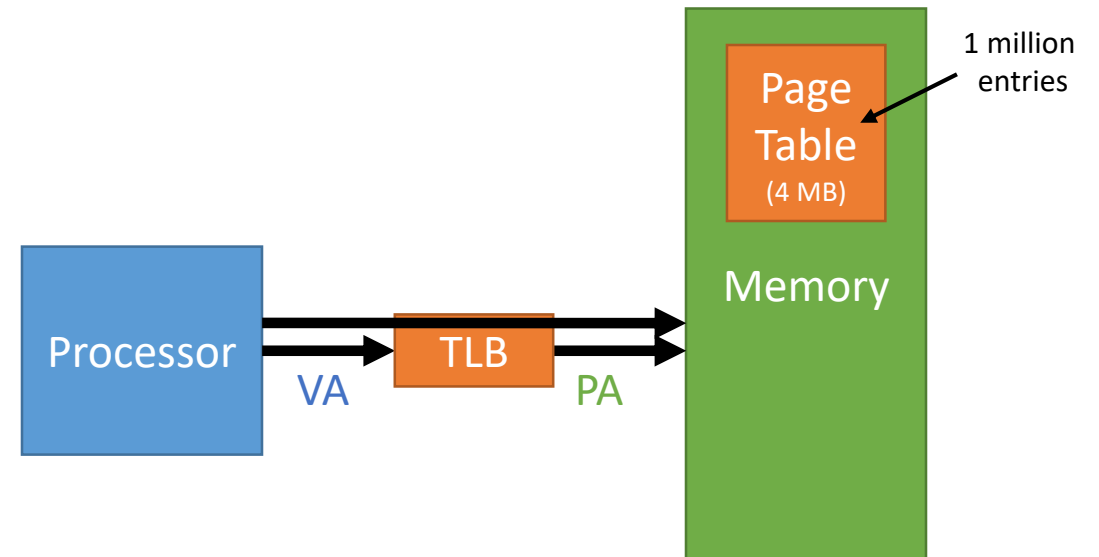 1 million
entries
Page
Table
(4 MB)
Memory
Processor
TLB
VA
PA